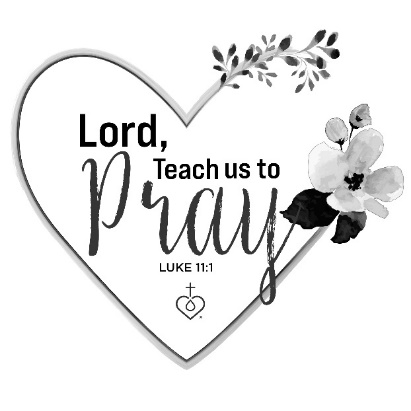 Lord,
Teach us to
Pray
LUKE 11:1